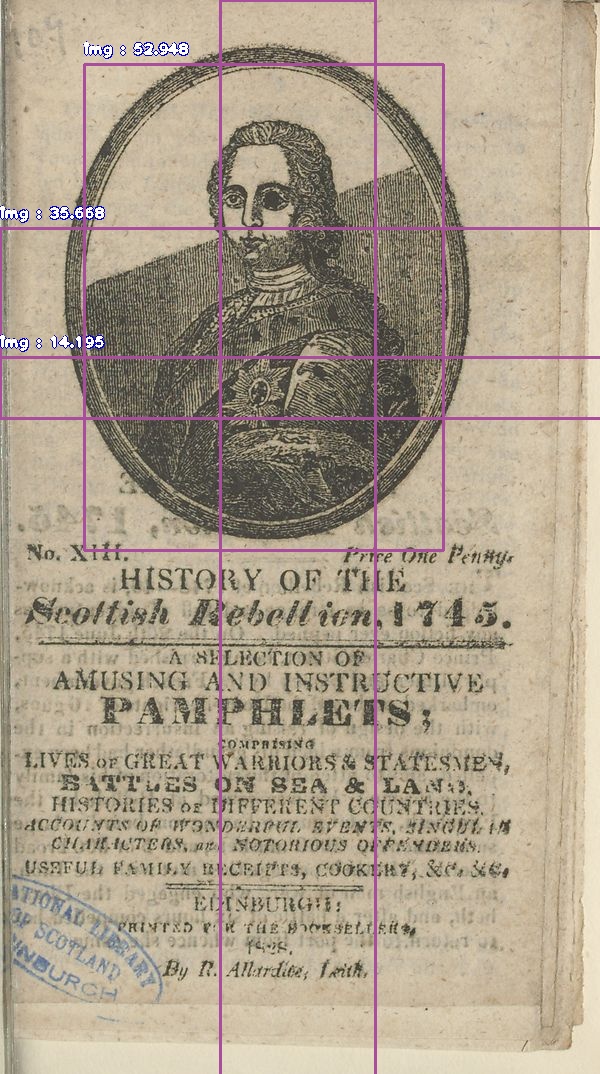 img : 52.948
img : 35.668
img : 14.195
No. XIII. Price One Penny.
HISTORY OF THE
Scottish Rebellion, 1745.
A SELECTION OF
AMUSING AND INSTRUCTIVE
PAMPHLETS;
COMPRISING
LIVES OF GREAT WARRIORS & STATESMEN,
BATTLES ON SEA & LAND,
HISTORIES OF DIFFERENT COUNTRIES,
ACCOUNTS OF WONDERFUL EVENTS, SINGULAR
CHARACTERS, NOTORIOUS OFFENDERS,
USEFUL FAMILY RECEIPTS, COOKERY, &c. &c.
EDINBURGH:
PRINTED FOR THE BOOKSELLERS,
1828.
By R. Allardice, Leith.
NATIONAL LIBRARY
OF SCOTLAND
EDINBURGH